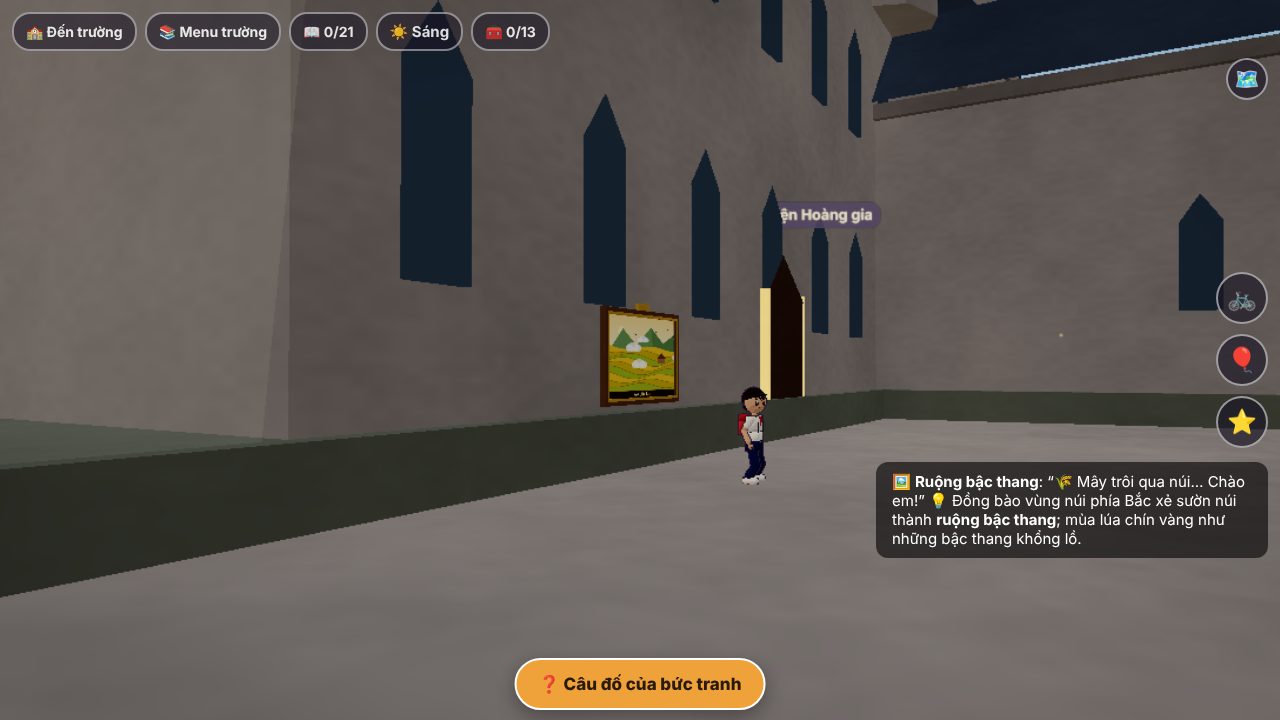 🏫 Đến trường
📚 Menu trường
📖 0/21
☀️ Sáng
🧰 0/13
ện Hoàng gia
🖼️ Ruộng bậc thang: “🌾 Mây trôi qua núi... Chào
em!” 💡 Đồng bào vùng núi phía Bắc xẻ sườn núi
thành ruộng bậc thang; mùa lúa chín vàng như
những bậc thang khổng lồ.
❓ Câu đố của bức tranh